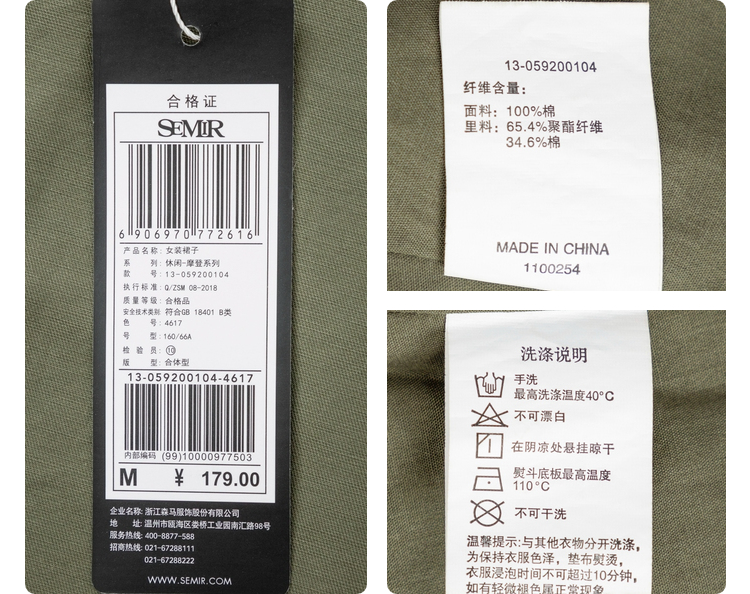 合格证
SEMIR
6 906970 772616
产品名称: 女装裙子
系 列: 休闲-摩登系列
款 号: 13-059200104
执行标准: Q/ZSM 08-2018
质量等级: 合格品
安全技术类别: 符合GB 18401 B类
色 号: 4617
号 型: 160/66A
检 验 员: ⑩
版 型: 合体型
13-059200104-4617
内部编码 (99)10000977503
M ¥ 179.00
企业名称: 浙江森马服饰股份有限公司
地 址: 温州市瓯海区娄桥工业园南汇路98号
服务热线: 400-8877-588
招商热线: 021-67288111
021-67288222
WWW.SEMIR.COM
13-059200104
纤维含量:
面料: 100%棉
里料: 65.4%聚酯纤维
34.6%棉
MADE IN CHINA
1100254
洗涤说明
手洗
最高洗涤温度40°C
不可漂白
在阴凉处悬挂晾干
熨斗底板最高温度
110°C
不可干洗
温馨提示:与其他衣物分开洗涤,
为保持衣服色泽，垫布熨烫，
衣服浸泡时间不可超过10分钟，
如有轻微褪色属正常现象